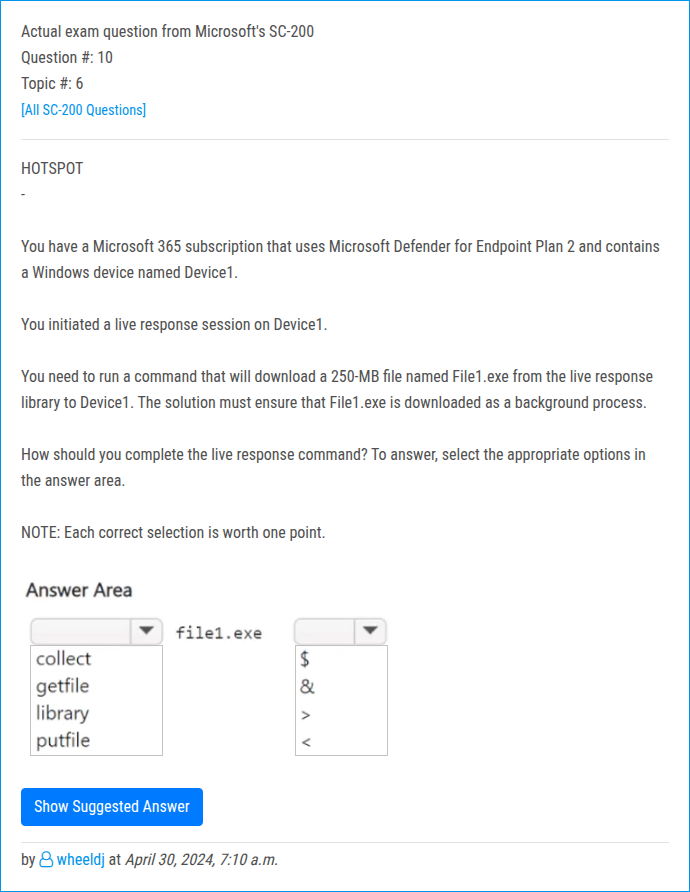 Actual exam question from Microsoft's SC-200
Question #: 10
Topic #: 6
[All SC-200 Questions]
HOTSPOT
-
You have a Microsoft 365 subscription that uses Microsoft Defender for Endpoint Plan 2 and contains
a Windows device named Device1.
You initiated a live response session on Device1.
You need to run a command that will download a 250-MB file named File1.exe from the live response
library to Device1. The solution must ensure that File1.exe is downloaded as a background process.
How should you complete the live response command? To answer, select the appropriate options in
the answer area.
NOTE: Each correct selection is worth one point.
Answer Area
file1.exe
collect
getfile
library
putfile
$
&
>
<
Show Suggested Answer
by wheeldj at April 30, 2024, 7:10 a.m.